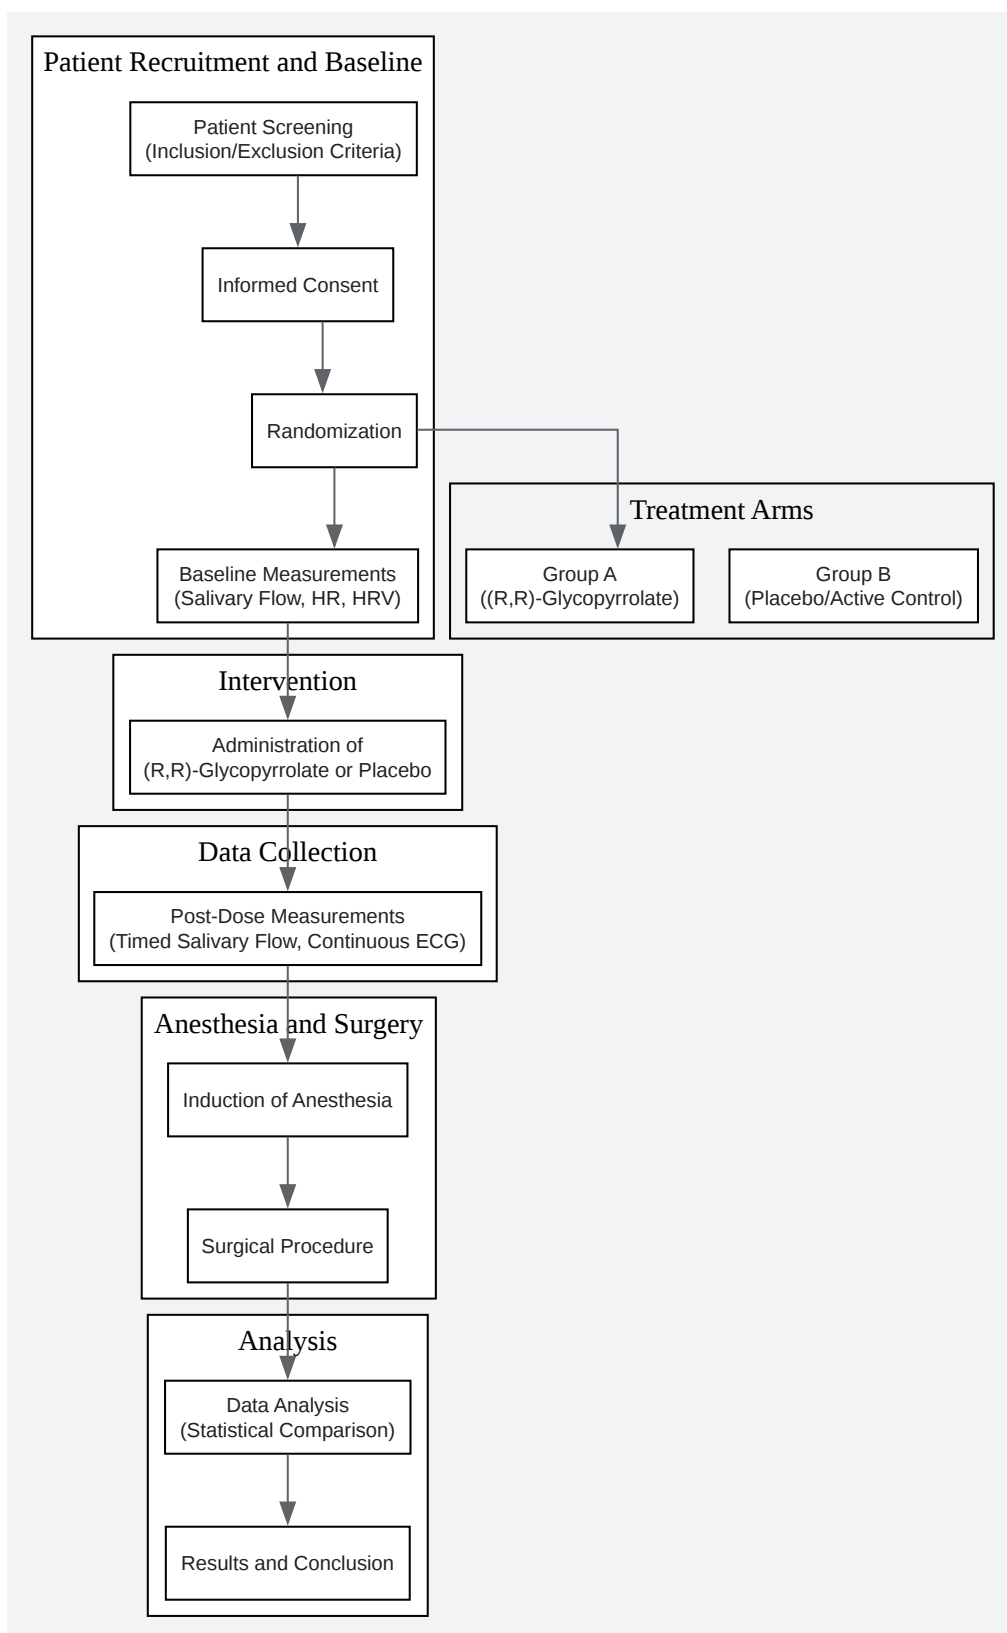 Patient Recruitment and Baseline
Patient Screening
(Inclusion/Exclusion Criteria)
Informed Consent
Randomization
Treatment Arms
Baseline Measurements
(Salivary Flow, HR, HRV)
Group A
((R,R)-Glycopyrrolate)
Group B
(Placebo/Active Control)
Intervention
Administration of
(R,R)-Glycopyrrolate or Placebo
Data Collection
Post-Dose Measurements
(Timed Salivary Flow, Continuous ECG)
Anesthesia and Surgery
Induction of Anesthesia
Surgical Procedure
Analysis
Data Analysis
(Statistical Comparison)
Results and Conclusion